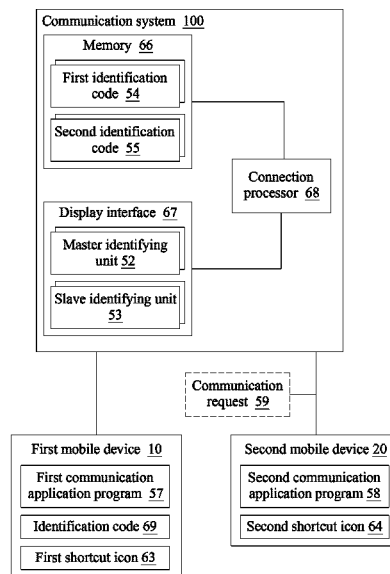 Communication system 100
Memory 66
First identification
code 54
Second identification
code 55
Connection
processor 68
Display interface 67
Master identifying
unit 52
Slave identifying unit
53
Communication
request 59
First mobile device 10
First communication
application program 57
Identification code 69
First shortcut icon 63
Second mobile device 20
Second communication
application program 58
Second shortcut icon 64